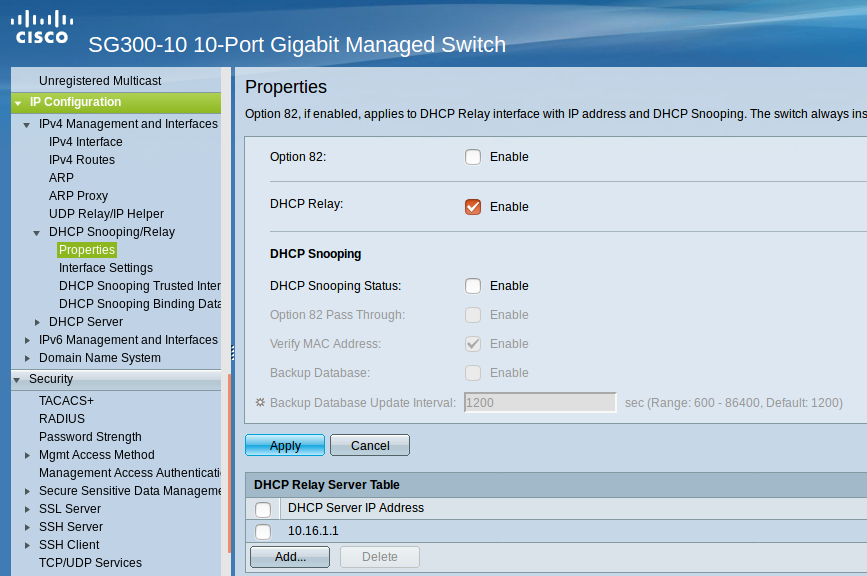 CISCO
SG300-10 10-Port Gigabit Managed Switch
Unregistered Multicast
IP Configuration
IPv4 Management and Interfaces
IPv4 Interface
IPv4 Routes
ARP
ARP Proxy
UDP Relay/IP Helper
DHCP Snooping/Relay
Properties
Interface Settings
DHCP Snooping Trusted Inter
DHCP Snooping Binding Data
DHCP Server
IPv6 Management and Interfaces
Domain Name System
Security
TACACS+
RADIUS
Password Strength
Mgmt Access Method
Management Access Authenticati
Secure Sensitive Data Manageme
SSL Server
SSH Server
SSH Client
TCP/UDP Services
Properties
Option 82, if enabled, applies to DHCP Relay interface with IP address and DHCP Snooping. The switch always ins
Option 82: Enable
DHCP Relay: Enable
DHCP Snooping
DHCP Snooping Status: Enable
Option 82 Pass Through: Enable
Verify MAC Address: Enable
Backup Database: Enable
Backup Database Update Interval: 1200 sec (Range: 600 - 86400, Default: 1200)
Apply Cancel
DHCP Relay Server Table
DHCP Server IP Address
10.16.1.1
Add... Delete